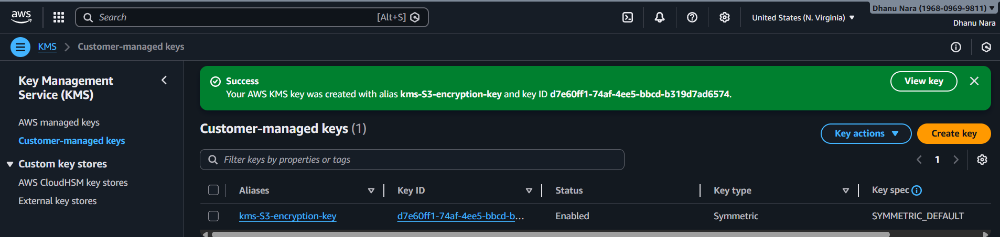 aws
Search
[Alt+S]
United States (N. Virginia)
Dhanu Nara (1968-0969-9811)
Dhanu Nara
KMS
Customer-managed keys
Key Management
Service (KMS)
AWS managed keys
Customer-managed keys
Custom key stores
AWS CloudHSM key stores
External key stores
Success
Your AWS KMS key was created with alias kms-S3-encryption-key and key ID d7e60ff1-74af-4ee5-bbcd-b319d7ad6574.
View key
Customer-managed keys (1)
Key actions
Create key
Filter keys by properties or tags
1
Aliases Key ID Status Key type Key spec
kms-S3-encryption-key d7e60ff1-74af-4ee5-bbcd-b... Enabled Symmetric SYMMETRIC_DEFAULT